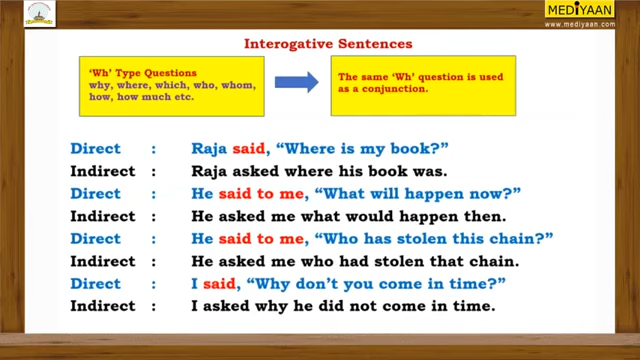 MEDIYAAN
www.mediyaan.com
Interogative Sentences
‘Wh’ Type Questions
why, where, which, who, whom,
how, how much etc.
The same ‘Wh’ question is used
as a conjunction.
Direct : Raja said, “Where is my book?”
Indirect : Raja asked where his book was.
Direct : He said to me, “What will happen now?”
Indirect : He asked me what would happen then.
Direct : He said to me, “Who has stolen this chain?”
Indirect : He asked me who had stolen that chain.
Direct : I said, “Why don’t you come in time?”
Indirect : I asked why he did not come in time.